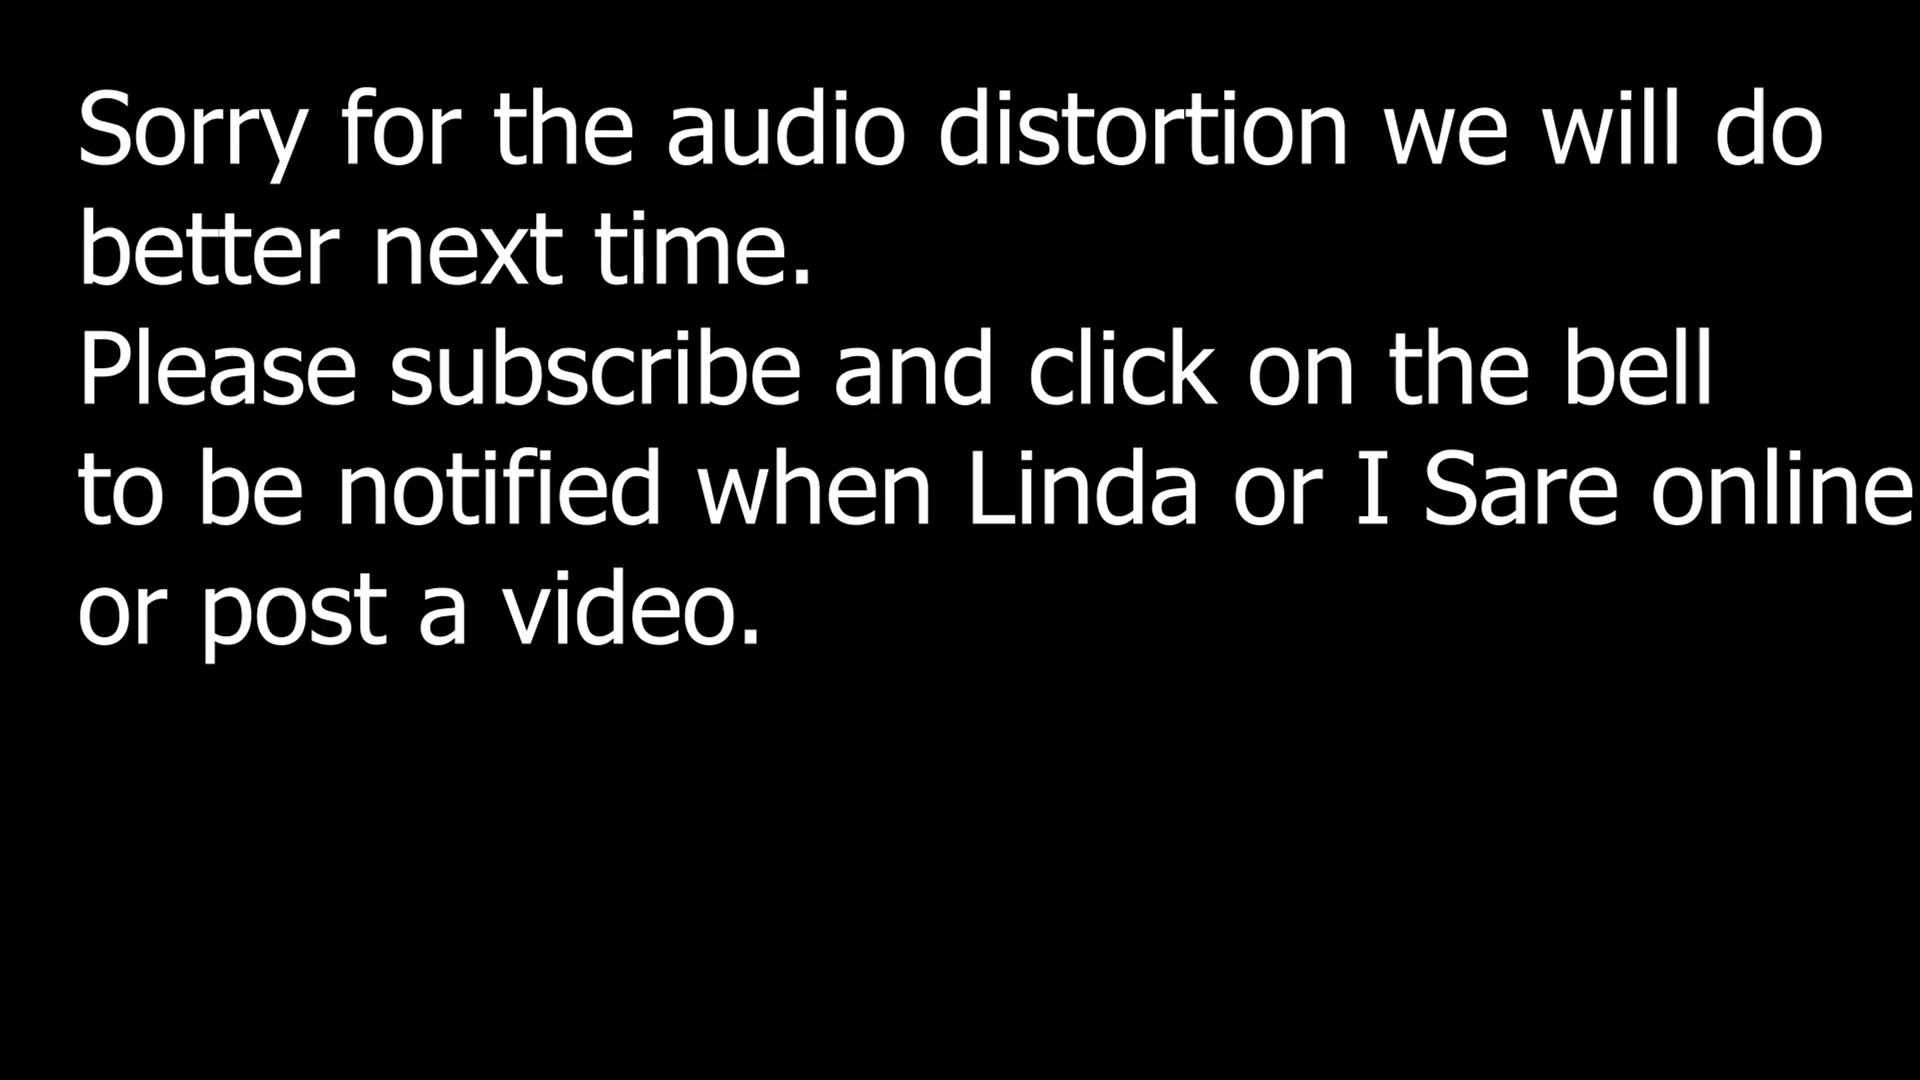 Sorry for the audio distortion we will do
better next time.
Please subscribe and click on the bell
to be notified when Linda or I Sare online
or post a video.